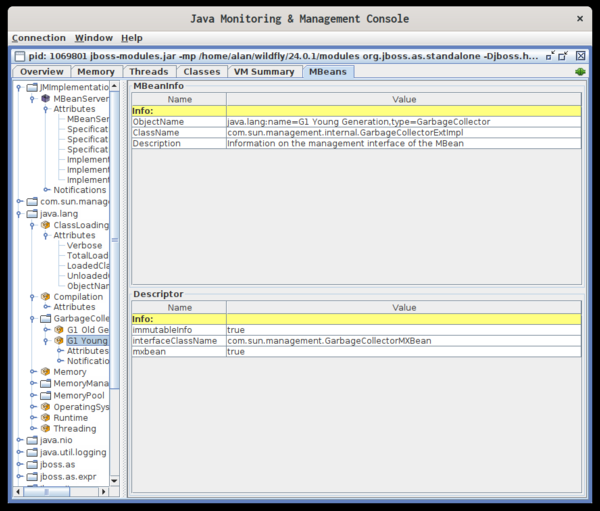 Java Monitoring & Management Console
Connection Window Help
pid: 1069801 jboss-modules.jar -mp /home/alan/wildfly/24.0.1/modules org.jboss.as.standalone -Djboss.h...
Overview Memory Threads Classes VM Summary MBeans
JMImplementatio
MBeanServer
Attributes
MBeanSer
Specificat
Specificat
Specificat
Implement
Implement
Implement
Notifications
com.sun.manage
java.lang
ClassLoading
Attributes
Verbose
TotalLoad
LoadedCla
Unloaded
ObjectNar
Compilation
Attributes
GarbageColle
G1 Old Ge
G1 Young
Attributes
Notificatio
Memory
MemoryMana
MemoryPool
OperatingSys
Runtime
Threading
java.nio
java.util.logging
jboss.as
jboss.as.expr
MBeanInfo
Name Value
Info:
ObjectName java.lang:name=G1 Young Generation,type=GarbageCollector
ClassName com.sun.management.internal.GarbageCollectorExtImpl
Description Information on the management interface of the MBean
Descriptor
Name Value
Info:
immutableInfo true
interfaceClassName com.sun.management.GarbageCollectorMXBean
mxbean true